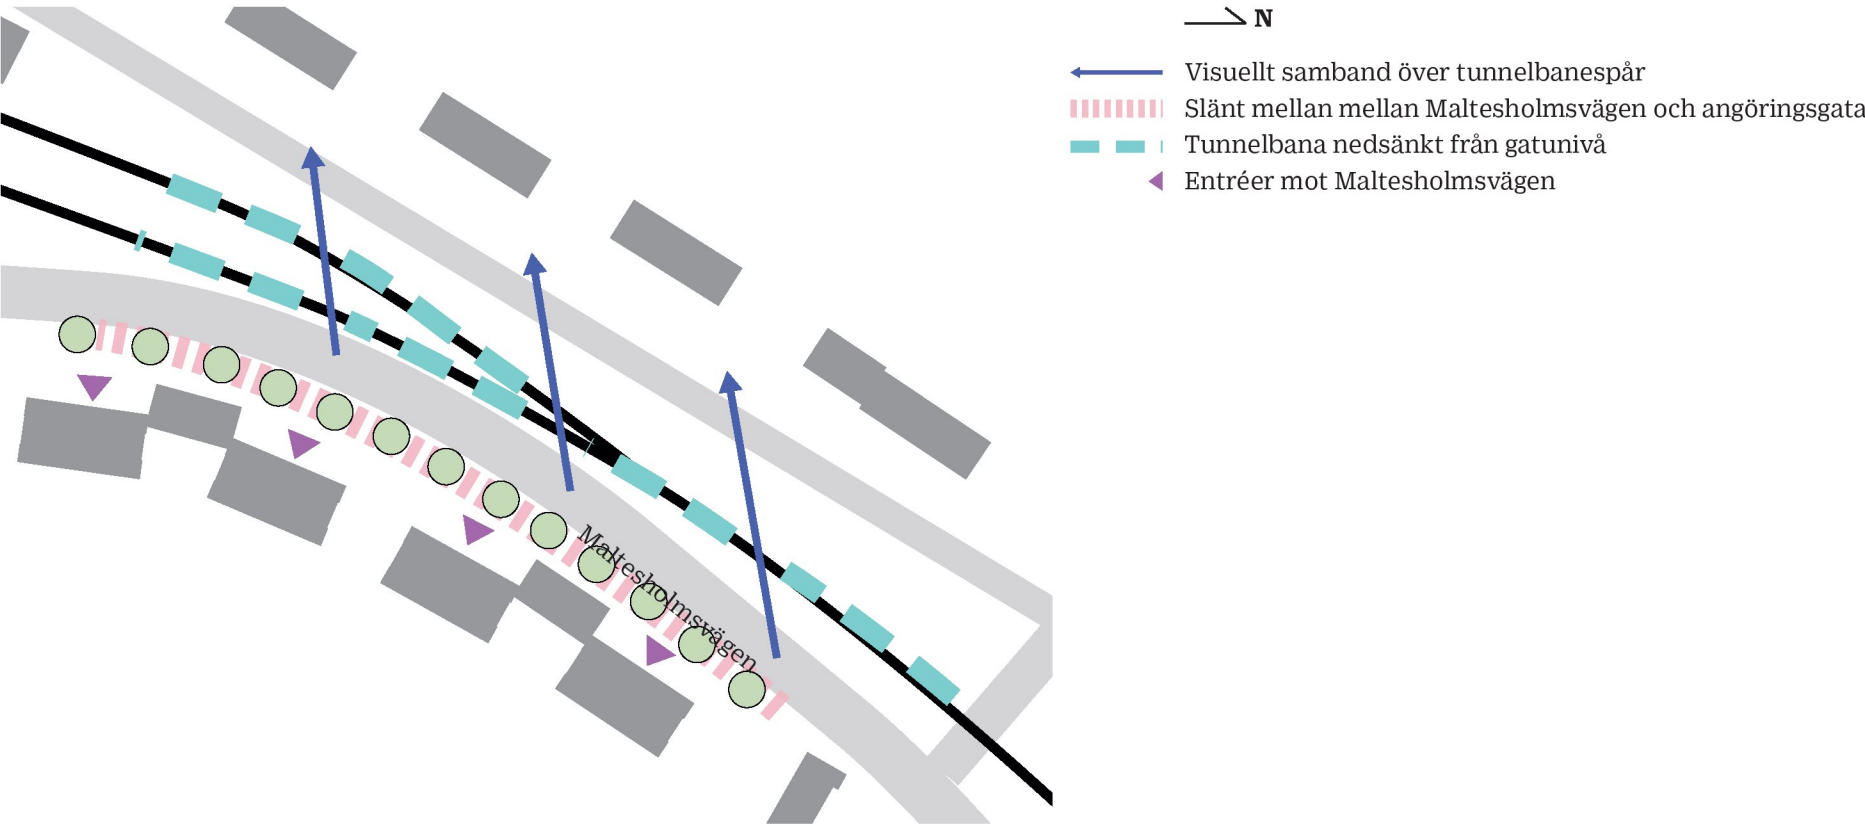 N
Visuellt samband över tunnelbanespår
Slänt mellan mellan Maltesholmsvägen och angöringsgata
Tunnelbana nedsänkt från gatunivå
Entréer mot Maltesholmsvägen
Maltesholmsvägen